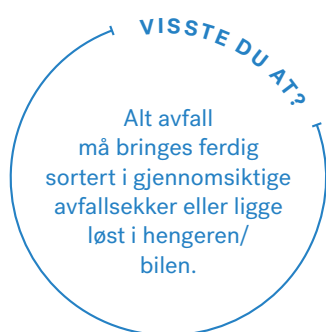 VISSTE DU AT?
Alt avfall
må bringes ferdig
sortert i gjennomsiktige
avfallsekker eller ligge
løst i hengeren/
bilen.